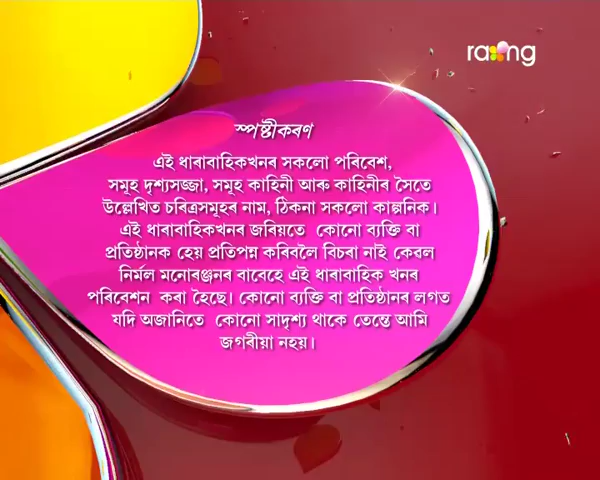 rang
স্পষ্টীকৰণ
এই ধাৰাবাহিকখনৰ সকলো পৰিবেশ,
সমূহ দৃশ্যসজ্জা, সমূহ কাহিনী আৰু কাহিনীৰ সৈতে
উল্লেখিত চৰিত্ৰসমূহৰ নাম, ঠিকনা সকলো কাল্পনিক।
এই ধাৰাবাহিকখনৰ জৰিয়তে কোনো ব্যক্তি বা
প্ৰতিষ্ঠানক হেয় প্ৰতিপন্ন কৰিবলৈ বিচৰা নাই কেৱল
নিৰ্মল মনোৰঞ্জনৰ বাবেহে এই ধাৰাবাহিক খনৰ
পৰিবেশন কৰা হৈছে। কোনো ব্যক্তি বা প্ৰতিষ্ঠানৰ লগত
যদি অজানিতে কোনো সাদৃশ্য থাকে তেন্তে আমি
জগৰীয়া নহয়।